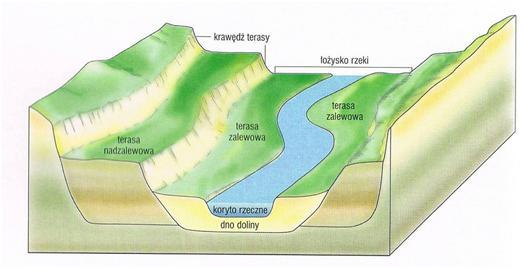 krawędź terasy
łożysko rzeki
terasa
zalewowa
terasa
zalewowa
terasa
nadzalewowa
koryto rzeczne
dno doliny